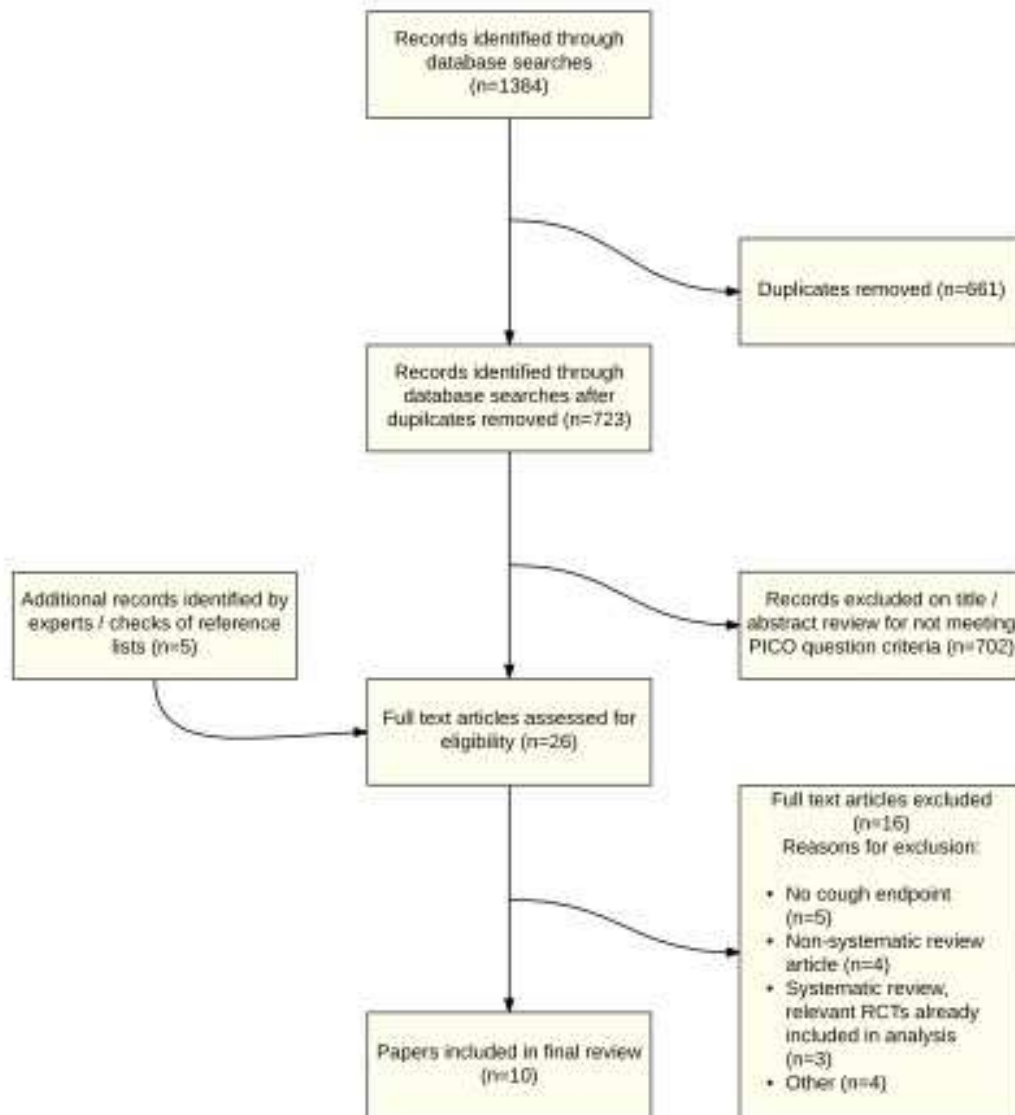 Records identified through
database searches
(n=1384)
Duplicates removed (n=661)
Records identified through
database searches after
dupilcates removed (n=723)
Additional records identified by
experts / checks of reference
lists (n=5)
Records excluded on title /
abstract review for not meeting
PICO question criteria (n=702)
Full text articles assessed for
eligibility (n=26)
Full text articles excluded
(n=16)
Reasons for exclusion:
• No cough endpoint
(n=5)
• Non-systematic review
article (n=4)
• Systematic review,
relevant RCTs already
included in analysis
(n=3)
• Other (n=4)
Papers included in final review
(n=10)